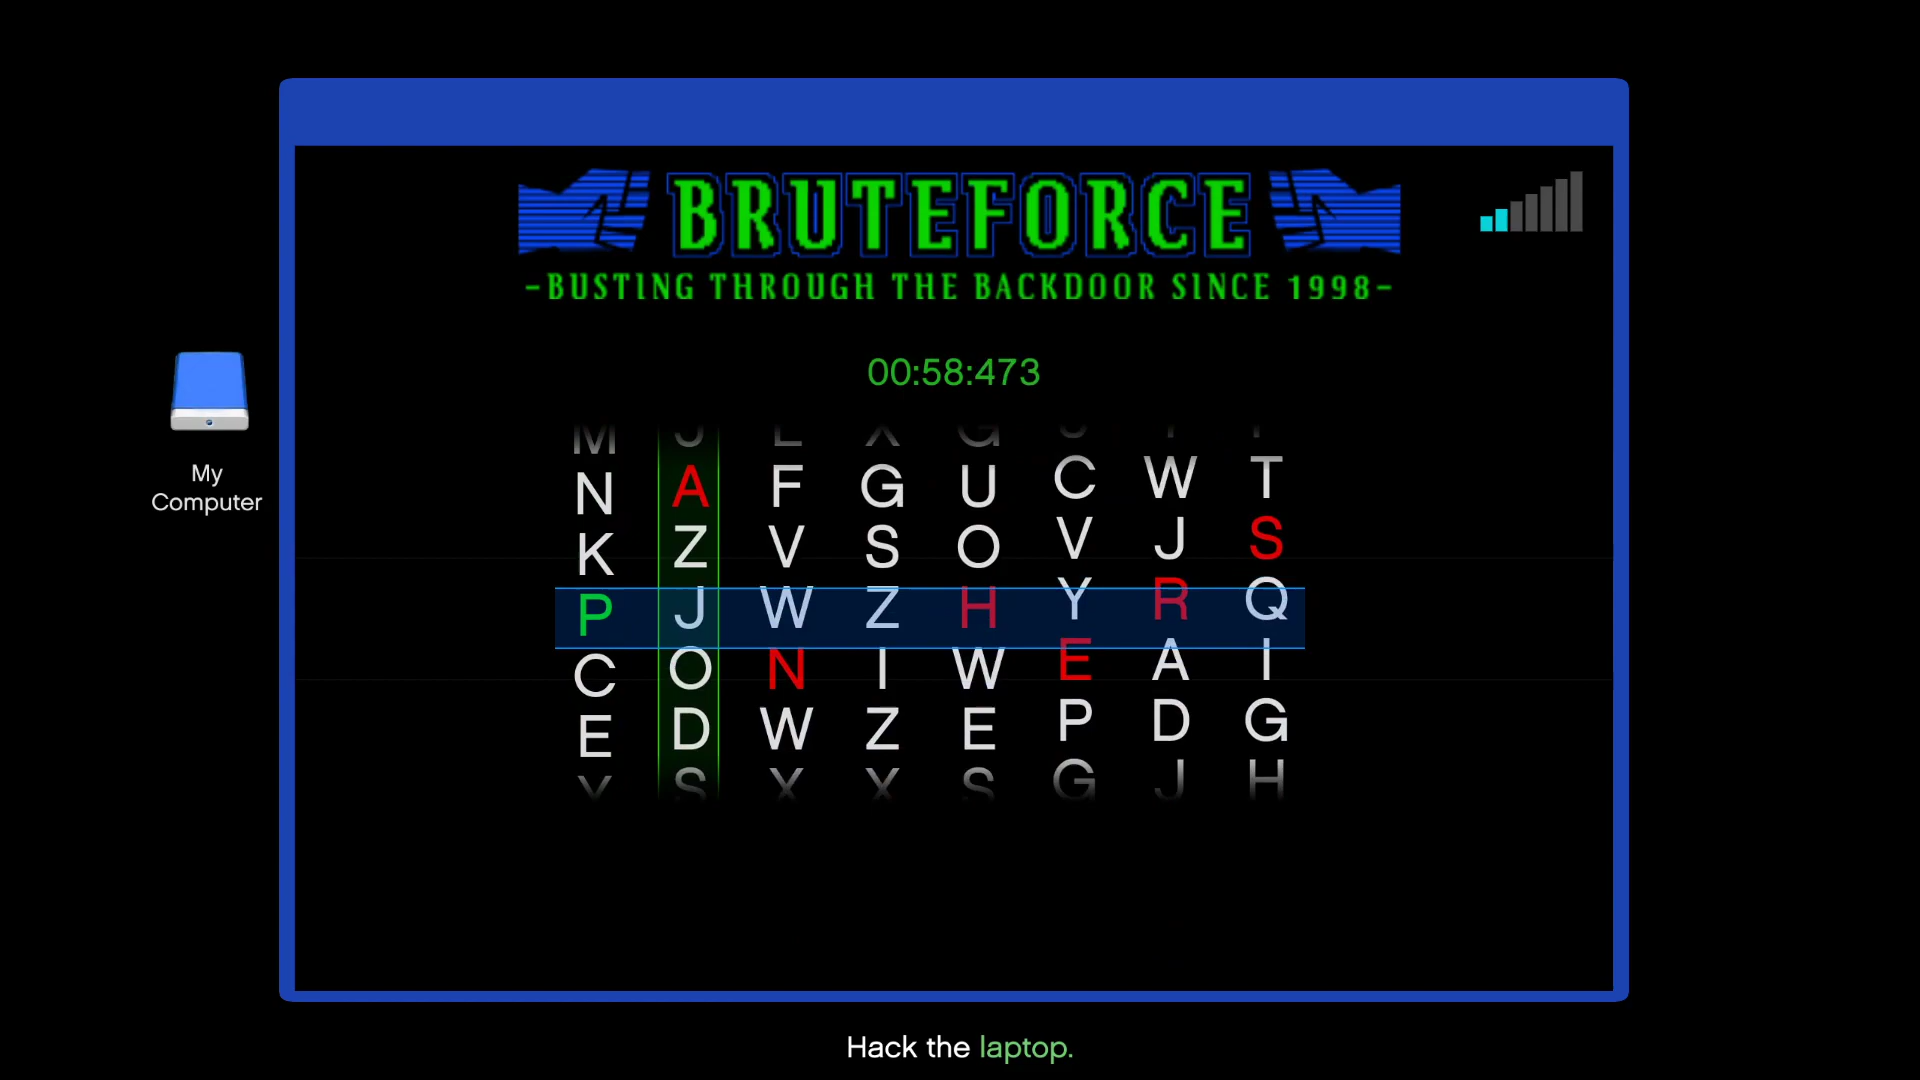 BRUTEFORCE
-BUSTING THROUGH THE BACKDOOR SINCE 1998-
00:58:473
M J L X G J
N A F G U C W T
K Z V S O V J S
P J W Z H Y R Q
C O N I W E A I
E D W Z E P D G
Y S X X S G J H
My
Computer
Hack the laptop.